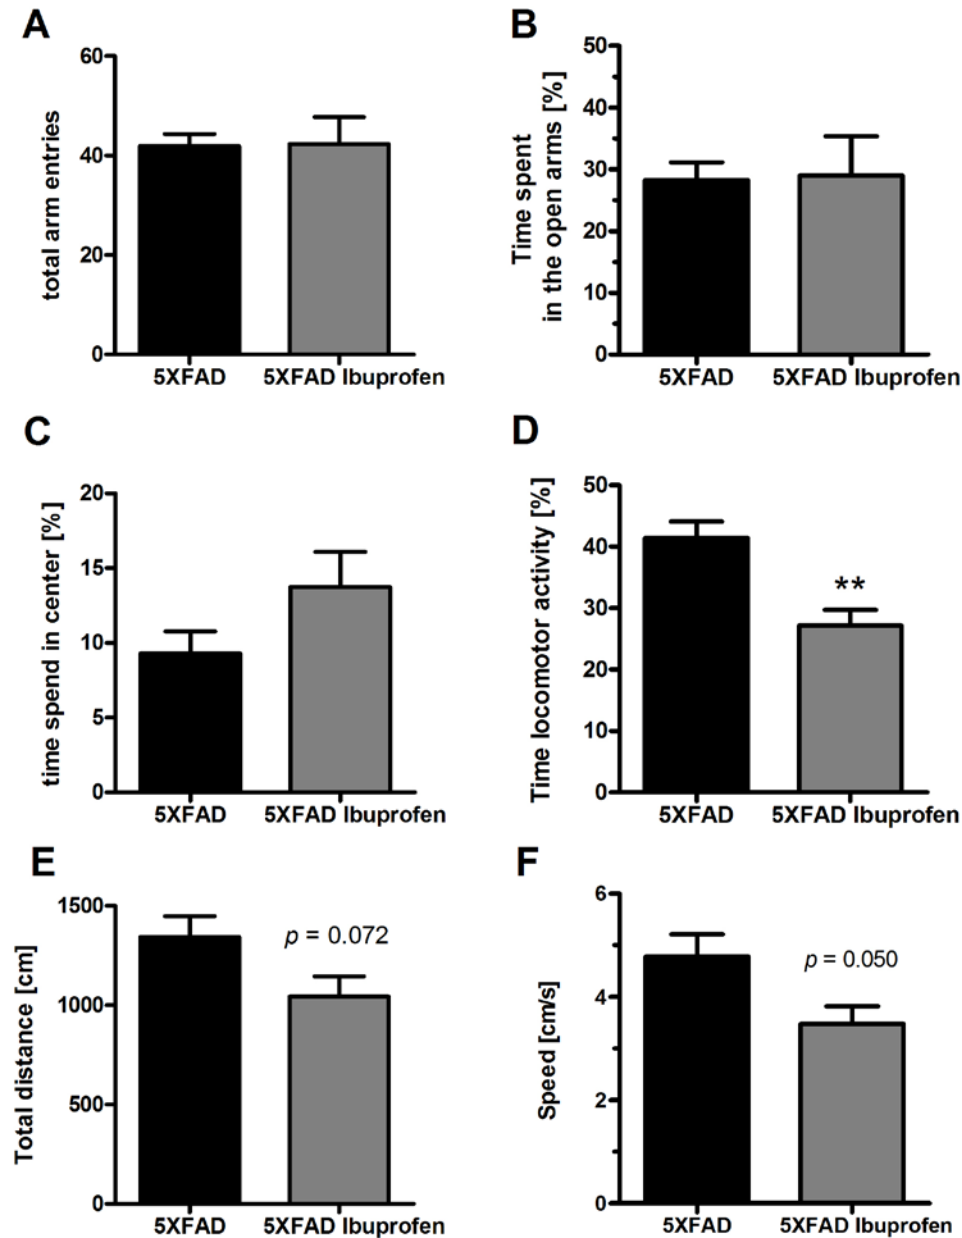 A
total arm entries
60
40
20
0
5XFAD
5XFAD Ibuprofen
B
Time spent
in the open arms [%]
50
40
30
20
10
0
5XFAD
5XFAD Ibuprofen
C
time spend in center [%]
20
15
10
5
0
5XFAD
5XFAD Ibuprofen
D
Time locomotor activity [%]
50
40
30
20
10
0
**
5XFAD
5XFAD Ibuprofen
E
Total distance [cm]
1500
1000
500
0
p = 0.072
5XFAD
5XFAD Ibuprofen
F
Speed [cm/s]
6
4
2
0
p = 0.050
5XFAD
5XFAD Ibuprofen